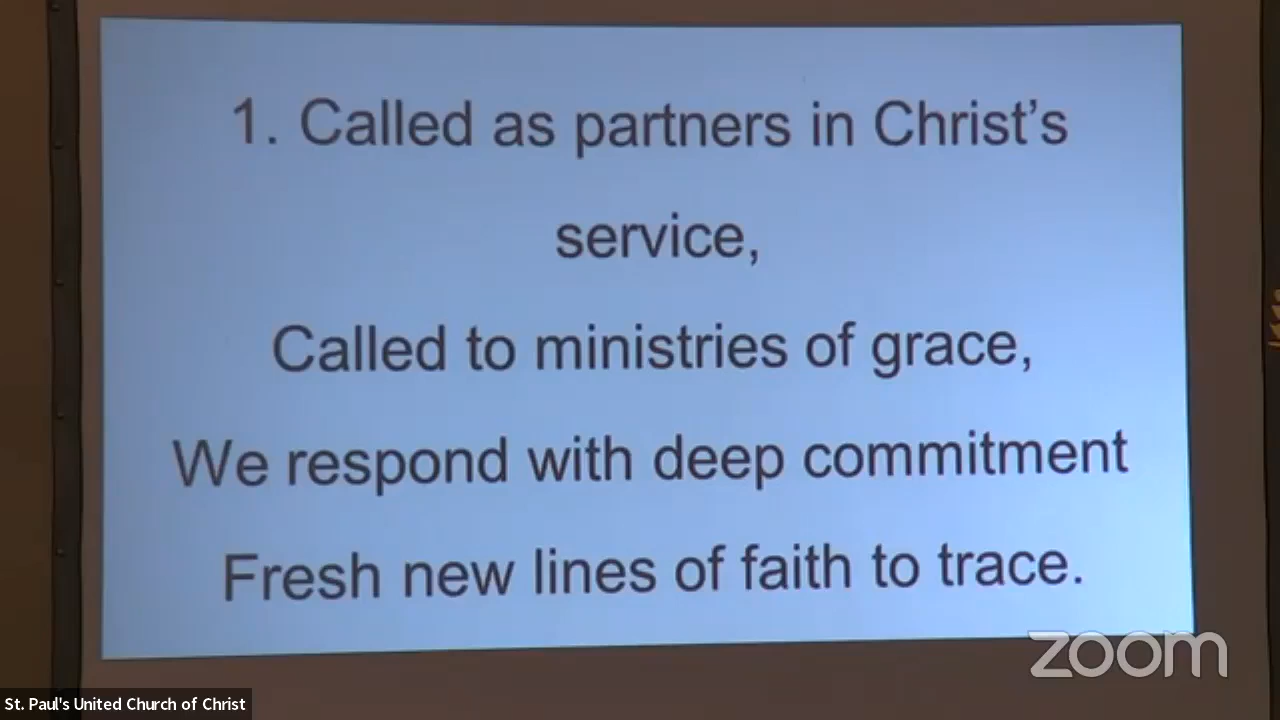 1. Called as partners in Christ's
service,
Called to ministries of grace,
We respond with deep commitment
Fresh new lines of faith to trace.
zoom
St. Paul's United Church of Christ